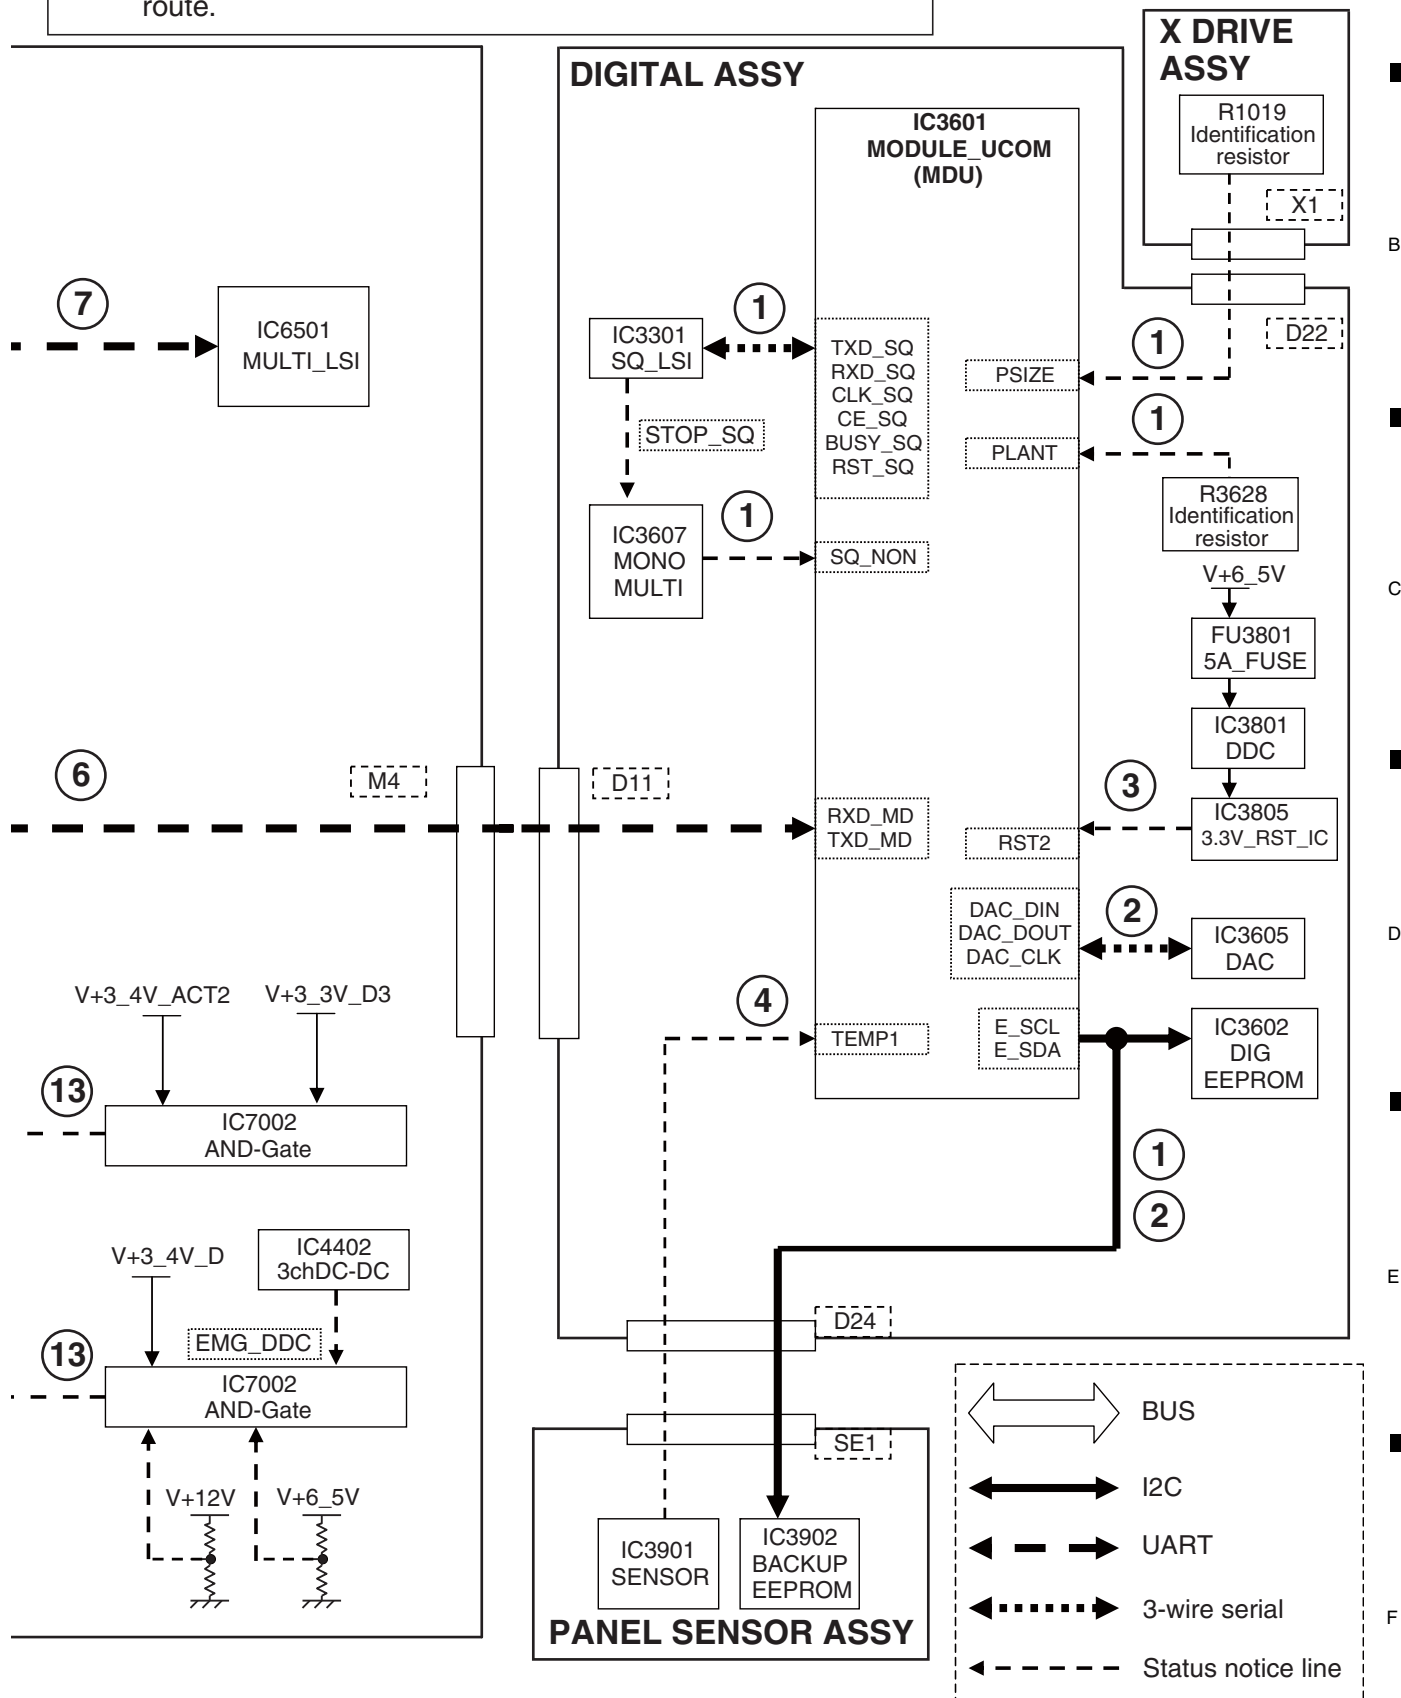 route.
X DRIVE
ASSY
R1019
Identification
resistor
X1
B
DIGITAL ASSY
IC3601
MODULE_UCOM
(MDU)
D22
7
IC6501
MULTI_LSI
IC3301
SQ_LSI
1
TXD_SQ
RXD_SQ
CLK_SQ
CE_SQ
BUSY_SQ
RST_SQ
PSIZE
1
STOP_SQ
PLANT
1
R3628
Identification
resistor
IC3607
MONO
MULTI
1
SQ_NON
V+6_5V
C
FU3801
5A_FUSE
IC3801
DDC
6
M4
D11
3
RXD_MD
TXD_MD
RST2
IC3805
3.3V_RST_IC
DAC_DIN
DAC_DOUT
DAC_CLK
2
IC3605
DAC
D
V+3_4V_ACT2
V+3_3V_D3
4
TEMP1
E_SCL
E_SDA
IC3602
DIG
EEPROM
13
IC7002
AND-Gate
1
2
V+3_4V_D
IC4402
3chDC-DC
E
EMG_DDC
D24
13
IC7002
AND-Gate
SE1
V+12V
V+6_5V
IC3901
SENSOR
IC3902
BACKUP
EEPROM
PANEL SENSOR ASSY
BUS
I2C
UART
3-wire serial
F
Status notice line